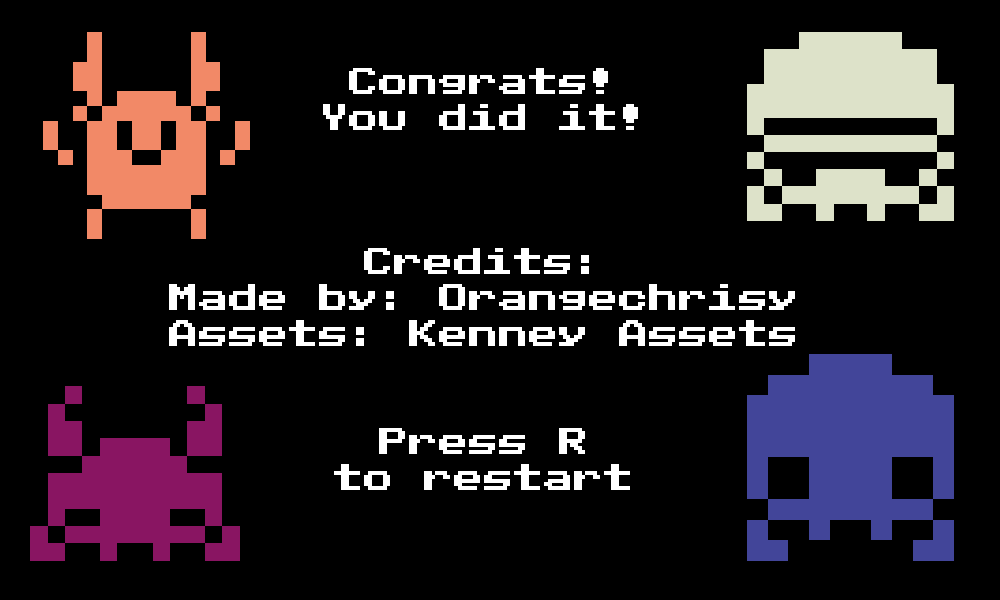 Congrats!
You did it!
Credits:
Made by: Orangechrisy
Assets: Kenney Assets
Press R
to restart